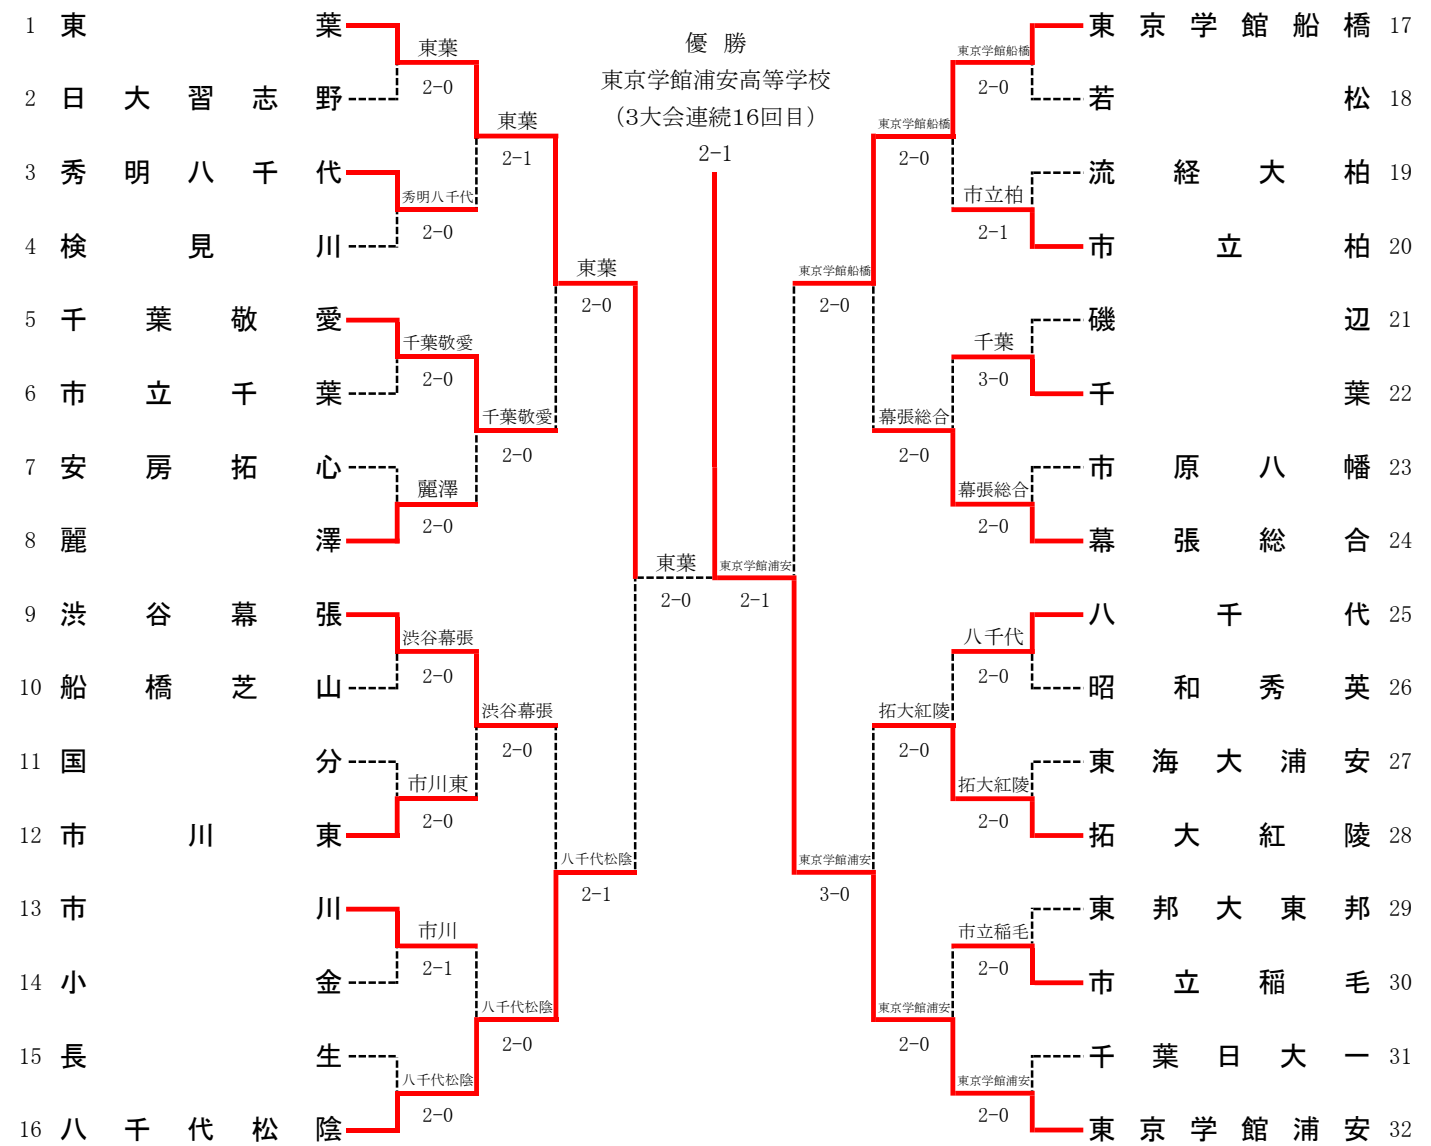 1 東葉
2 日大習志野
3 秀明八千代
4 検見川
5 千葉敬愛
6 市立千葉
7 安房拓心
8 麗澤
9 渋谷幕張
10 船橋芝山
11 国分
12 市川東
13 市川
14 小金
15 長生
16 八千代松陰
東葉
2-0
秀明八千代
2-0
千葉敬愛
2-0
麗澤
2-0
渋谷幕張
2-0
市川東
2-0
市川
2-1
八千代松陰
2-0
東葉
2-1
千葉敬愛
2-0
渋谷幕張
2-0
八千代松陰
2-0
東葉
2-0
八千代松陰
2-1
東葉
2-0
優勝
東京学館浦安高等学校
（3大会連続16回目）
2-1
東京学館浦安
2-1
東京学館船橋
2-0
東京学館浦安
3-0
東京学館船橋
2-0
幕張総合
2-0
拓大紅陵
2-0
東京学館浦安
2-0
東京学館船橋
2-0
市立柏
2-1
千葉
3-0
幕張総合
2-0
八千代
2-0
拓大紅陵
2-0
市立稲毛
2-0
東京学館浦安
2-0
東京学館船橋 17
若松 18
流経大柏 19
市立柏 20
磯辺 21
千葉 22
市原八幡 23
幕張総合 24
八千代 25
昭和秀英 26
東海大浦安 27
拓大紅陵 28
東邦大東邦 29
市立稲毛 30
千葉日大一 31
東京学館浦安 32